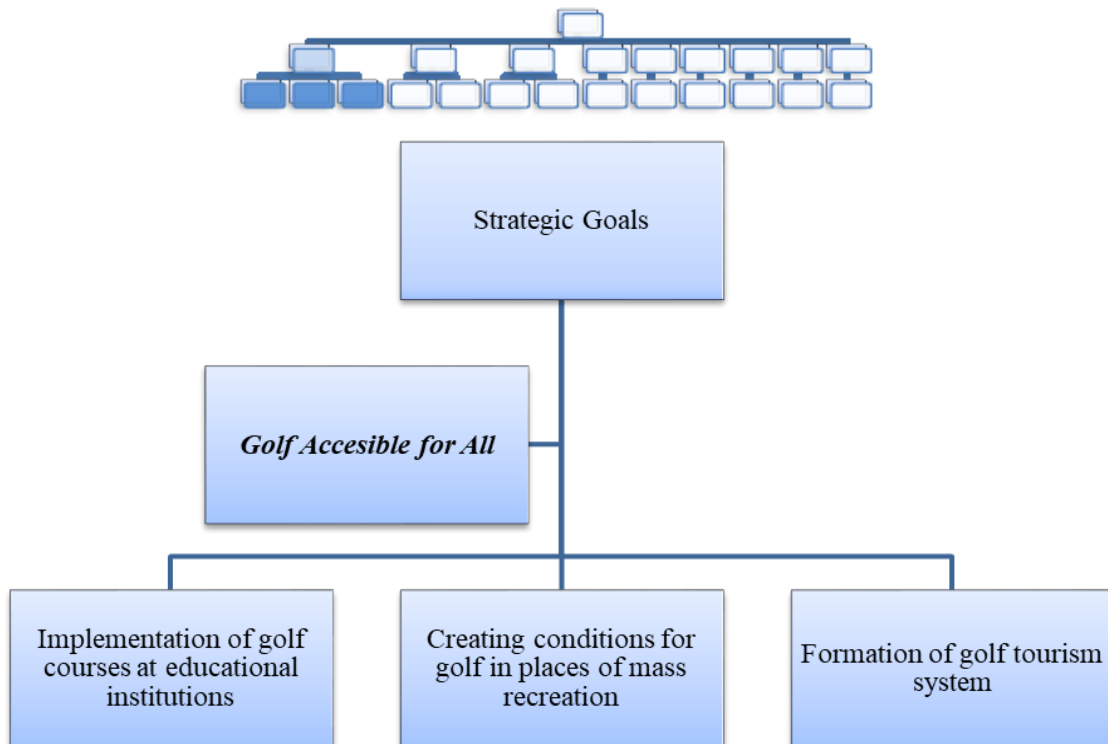 Strategic Goals
Golf Accesible for All
Implementation of golf
courses at educational
institutions
Creating conditions for
golf in places of mass
recreation
Formation of golf tourism
system